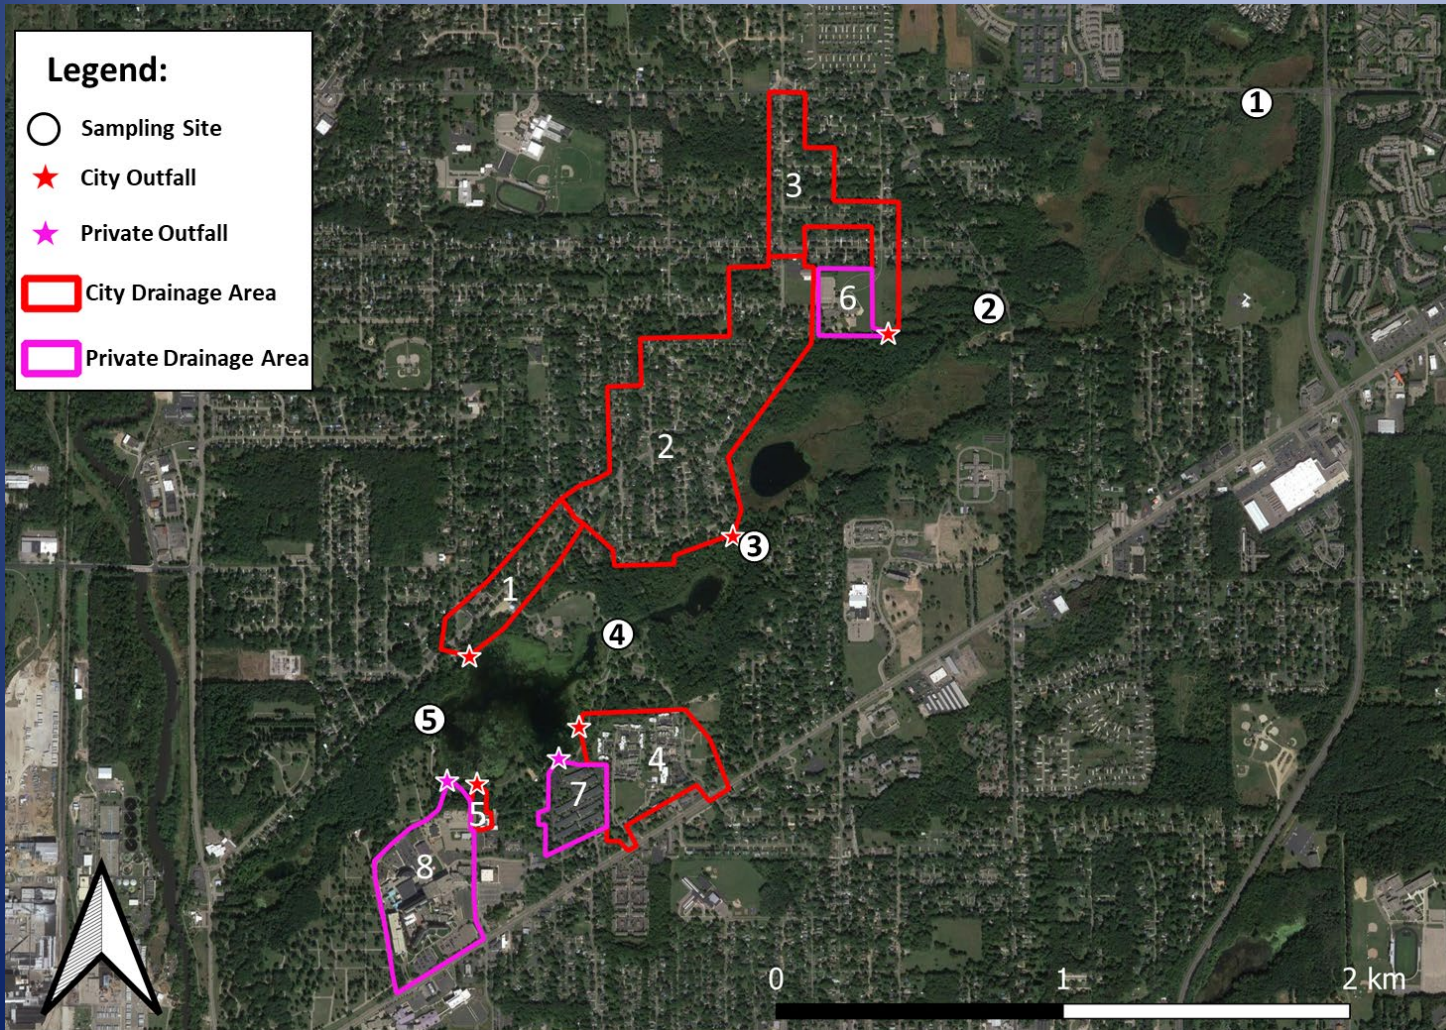 Legend:
Sampling Site
City Outfall
Private Outfall
City Drainage Area
Private Drainage Area
1
3
6
2
2
3
1
4
5
4
7
5
8
0
1
2 km